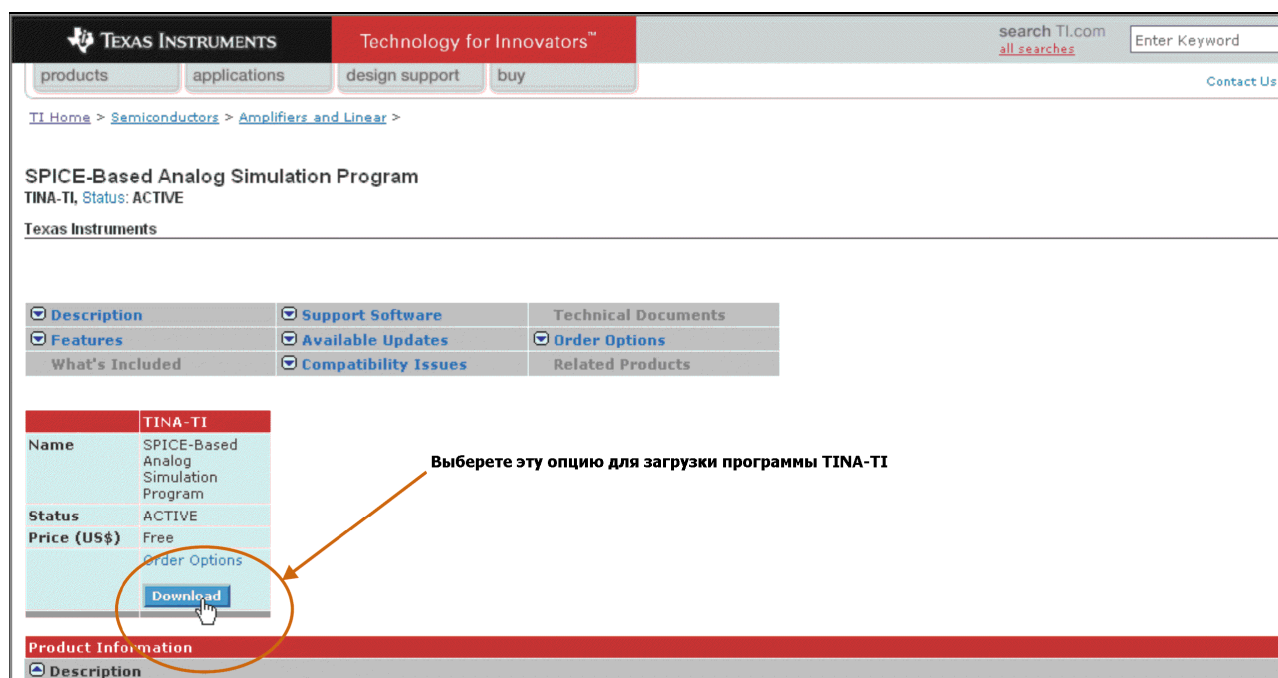 TEXAS INSTRUMENTS
Technology for Innovators™
search TI.com
all searches
Enter Keyword
products
applications
design support
buy
Contact Us
TI Home > Semiconductors > Amplifiers and Linear >
SPICE-Based Analog Simulation Program
TINA-TI, Status: ACTIVE
Texas Instruments
Description
Support Software
Technical Documents
Features
Available Updates
Order Options
What's Included
Compatibility Issues
Related Products
TINA-TI
Name
SPICE-Based
Analog
Simulation
Program
Status
ACTIVE
Price (US$)
Free
Order Options
Download
Выберете эту опцию для загрузки программы TINA-TI
Product Information
Description